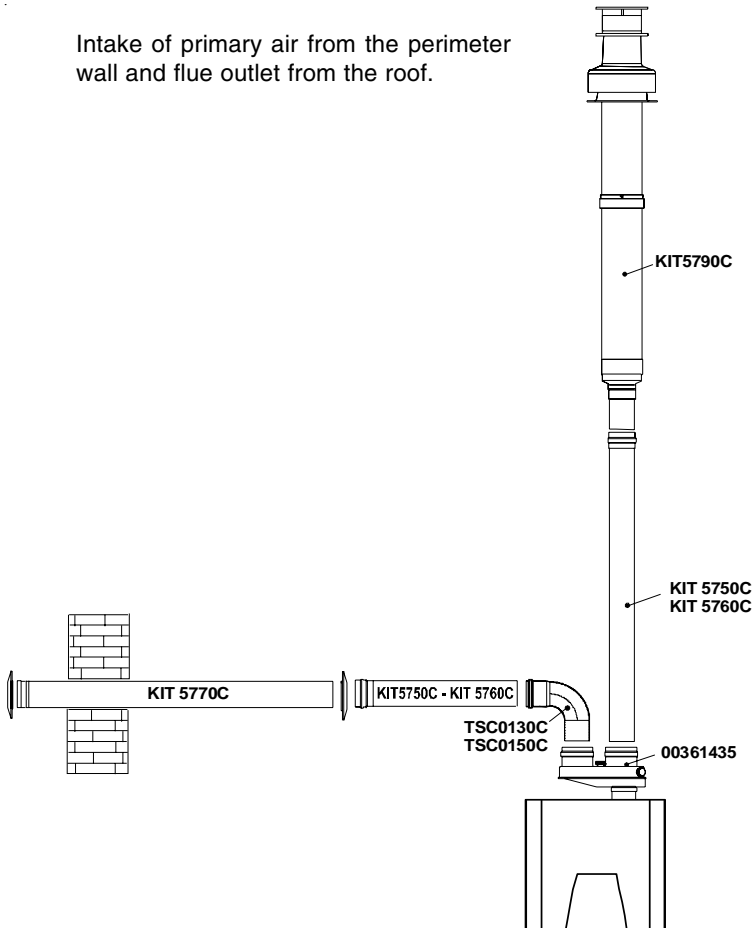 Intake of primary air from the perimeter
wall and flue outlet from the roof.
KIT5790C
KIT 5750C
KIT 5760C
KIT 5770C
KIT5750C - KIT 5760C
TSC0130C
TSC0150C
00361435